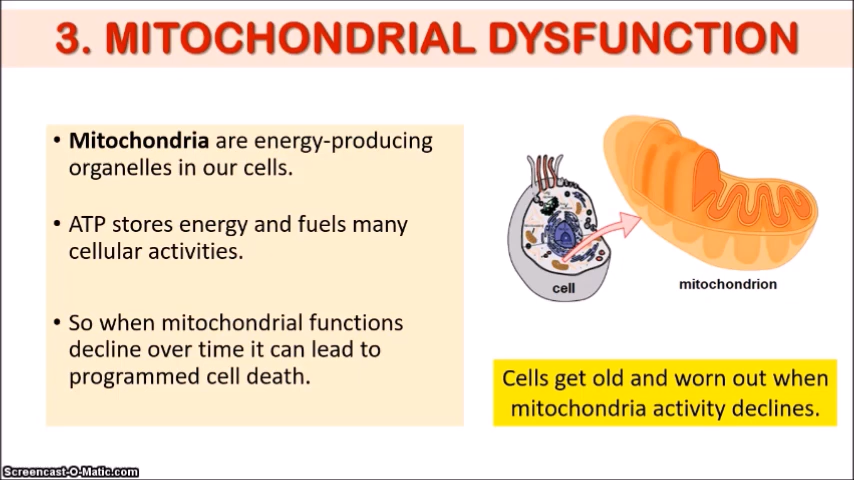 3. MITOCHONDRIAL DYSFUNCTION
• Mitochondria are energy-producing
organelles in our cells.
• ATP stores energy and fuels many
cellular activities.
• So when mitochondrial functions
decline over time it can lead to
programmed cell death.
cell
mitochondrion
Cells get old and worn out when
mitochondria activity declines.
Screencast-O-Matic.com